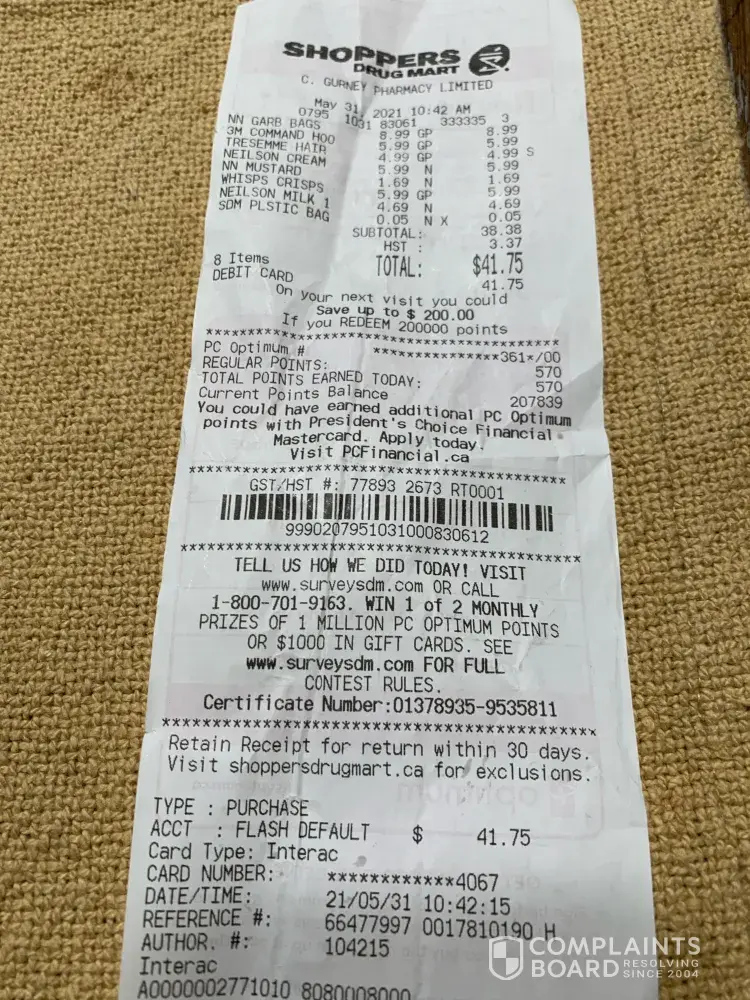 SHOPPERS
DRUG MART
C. GURNEY PHARMACY LIMITED
May 31, 2021 10:42 AM
0795 1031 83061 333335 3
NN GARB BAGS 8.99 GP 8.99
3M COMMAND HOO 5.99 GP 5.99
TRESEMME HAIR 4.99 GP 4.99 S
NEILSON CREAM 5.99 N 5.99
NN MUSTARD 1.69 N 1.69
WHISPS CRISPS 5.99 GP 5.99
NEILSON MILK 1 4.69 N 4.69
SDM PLSTIC BAG 0.05 N X 0.05
SUBTOTAL: 38.38
HST : 3.37
8 Items TOTAL: $41.75
DEBIT CARD 41.75
On your next visit you could
Save up to $ 200.00
If you REDEEM 200000 points
******************************************
PC Optimum # ***************361*/00
REGULAR POINTS: 570
TOTAL POINTS EARNED TODAY: 570
Current Points Balance 207839
You could have earned additional PC Optimum
points with President's Choice Financial
Mastercard. Apply today.
Visit PCFinancial.ca
******************************************
GST/HST #: 77893 2673 RT0001
9990207951031000830612
******************************************
TELL US HOW WE DID TODAY! VISIT
www.surveysdm.com OR CALL
1-800-701-9163. WIN 1 of 2 MONTHLY
PRIZES OF 1 MILLION PC OPTIMUM POINTS
OR $1000 IN GIFT CARDS. SEE
www.surveysdm.com FOR FULL
CONTEST RULES.
Certificate Number:01378935-9535811
******************************************
Retain Receipt for return within 30 days.
Visit shoppersdrugmart.ca for exclusions.
TYPE : PURCHASE
ACCT : FLASH DEFAULT $ 41.75
Card Type: Interac
CARD NUMBER: ************4067
DATE/TIME: 21/05/31 10:42:15
REFERENCE #: 66477997 0017810190 H
AUTHOR. #: 104215
Interac
A0000002771010 8080008000
COMPLAINTS
BOARD RESOLVING
SINCE 2004